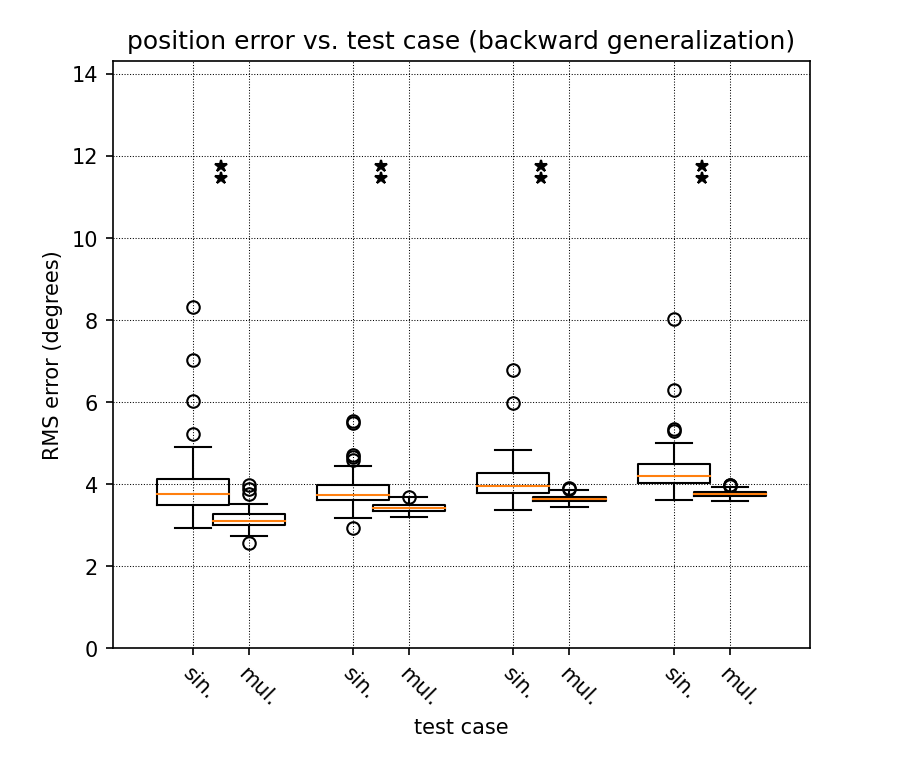 position error vs. test case (backward generalization)
14
12
10
8
6
4
2
0
RMS error (degrees)
sin. mul. sin. mul. sin. mul. sin. mul.
test case